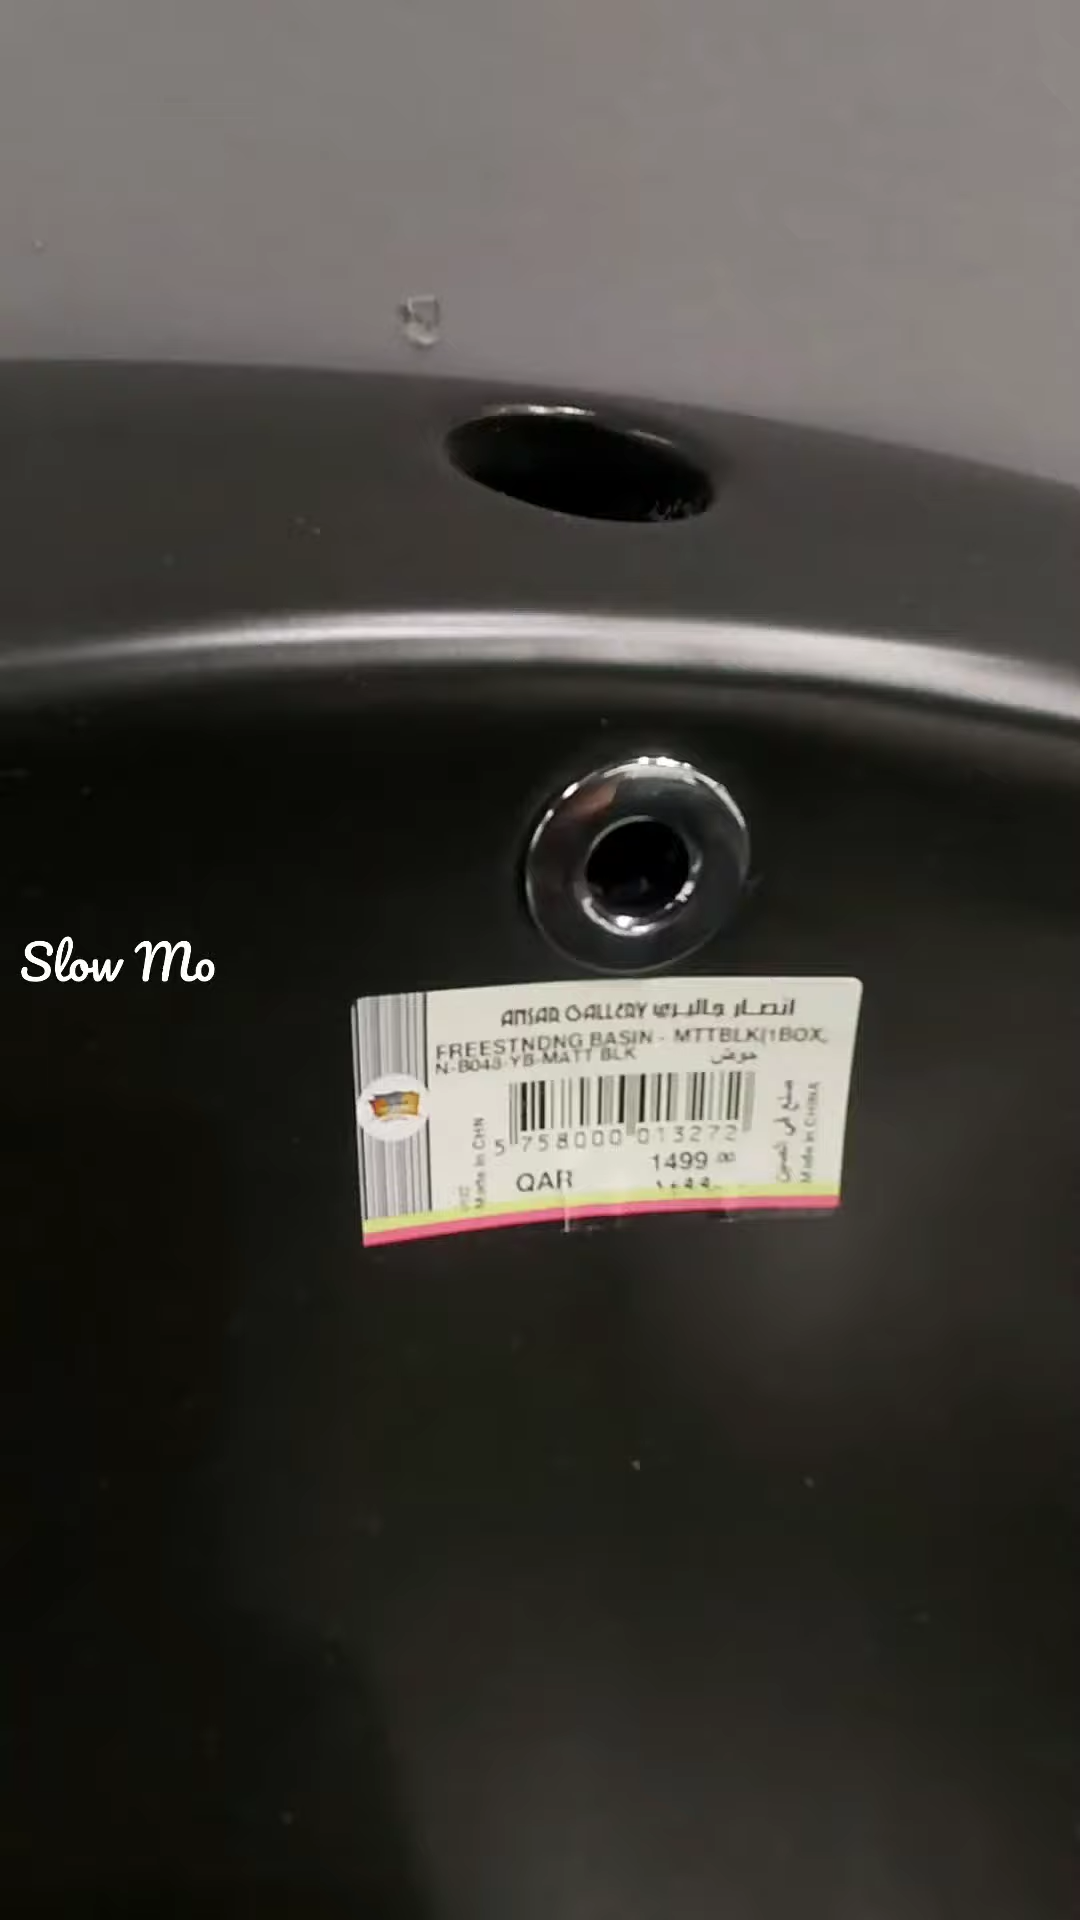 Slow Mo
ANSAR GALLERY انصار جاليري
FREESTNDNG BASIN - MTTBLK(1BOX,
N-B048-YB-MATT BLK حوض
5 758000 013272
Made in CHN
QAR 1499.00
صنع في الصين
Made in CHINA